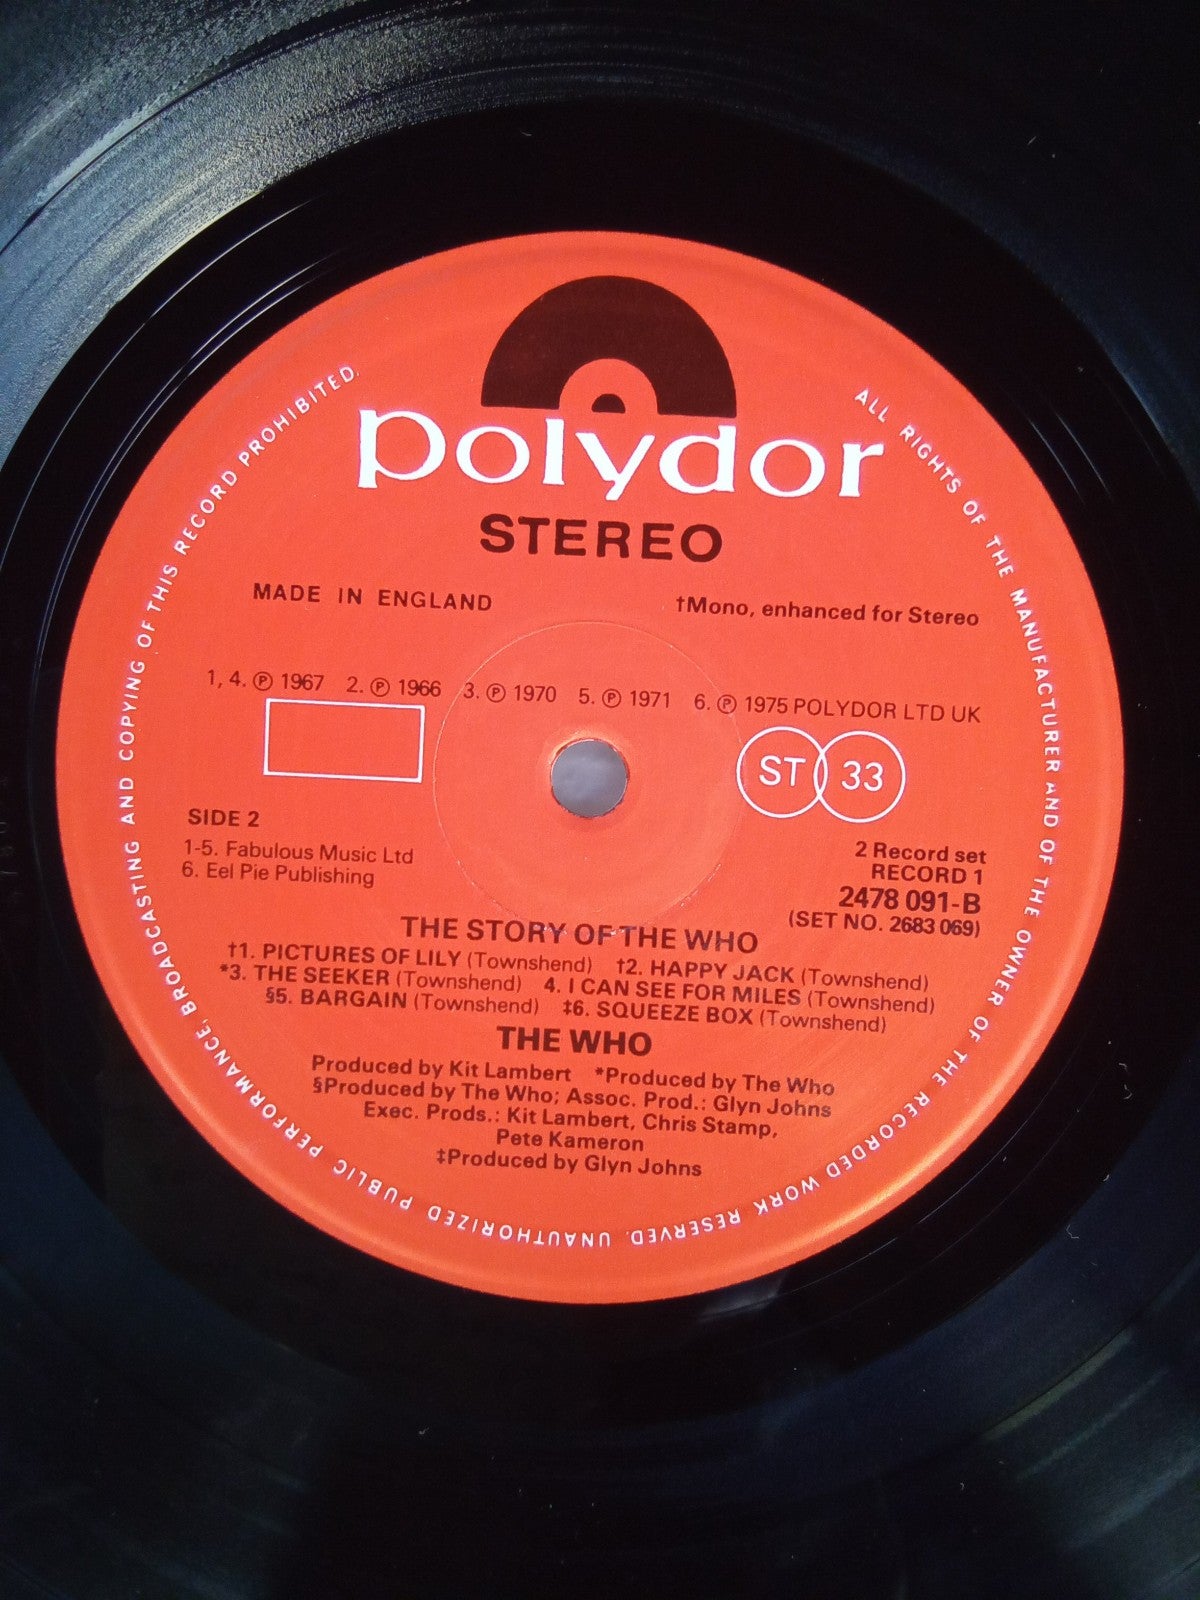 polydor
STEREO
MADE IN ENGLAND
†Mono, enhanced for Stereo
1, 4. ℗ 1967 2. ℗ 1966 3. ℗ 1970 5. ℗ 1971 6. ℗ 1975 POLYDOR LTD UK
ST 33
SIDE 2
1-5. Fabulous Music Ltd
6. Eel Pie Publishing
2 Record set
RECORD 1
2478 091-B
(SET NO. 2683 069)
THE STORY OF THE WHO
†1. PICTURES OF LILY (Townshend) †2. HAPPY JACK (Townshend)
*3. THE SEEKER (Townshend) 4. I CAN SEE FOR MILES (Townshend)
§5. BARGAIN (Townshend) ‡6. SQUEEZE BOX (Townshend)
THE WHO
Produced by Kit Lambert *Produced by The Who
§Produced by The Who; Assoc. Prod.: Glyn Johns
Exec. Prods.: Kit Lambert, Chris Stamp,
Pete Kameron
‡Produced by Glyn Johns
ALL RIGHTS OF THE MANUFACTURER AND OF THE OWNER OF THE RECORDED WORK RESERVED. UNAUTHORIZED PUBLIC PERFORMANCE, BROADCASTING AND COPYING OF THIS RECORD PROHIBITED.